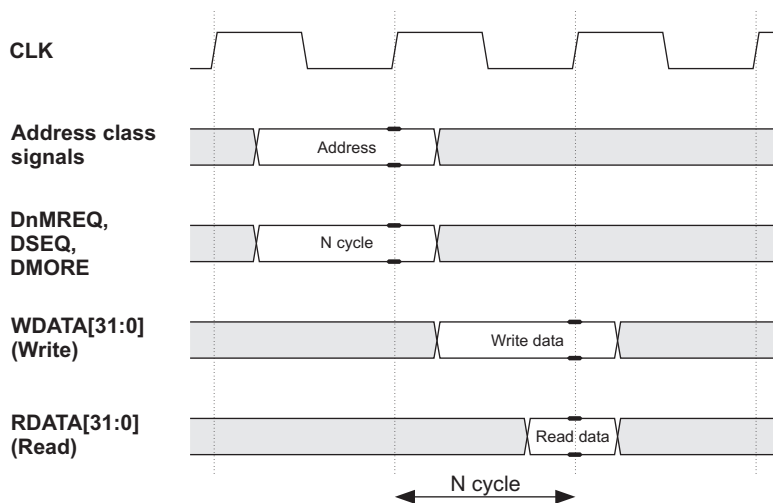 CLK
Address class
signals
Address
DnMREQ,
DSEQ,
DMORE
N cycle
WDATA[31:0]
(Write)
Write data
RDATA[31:0]
(Read)
Read data
N cycle